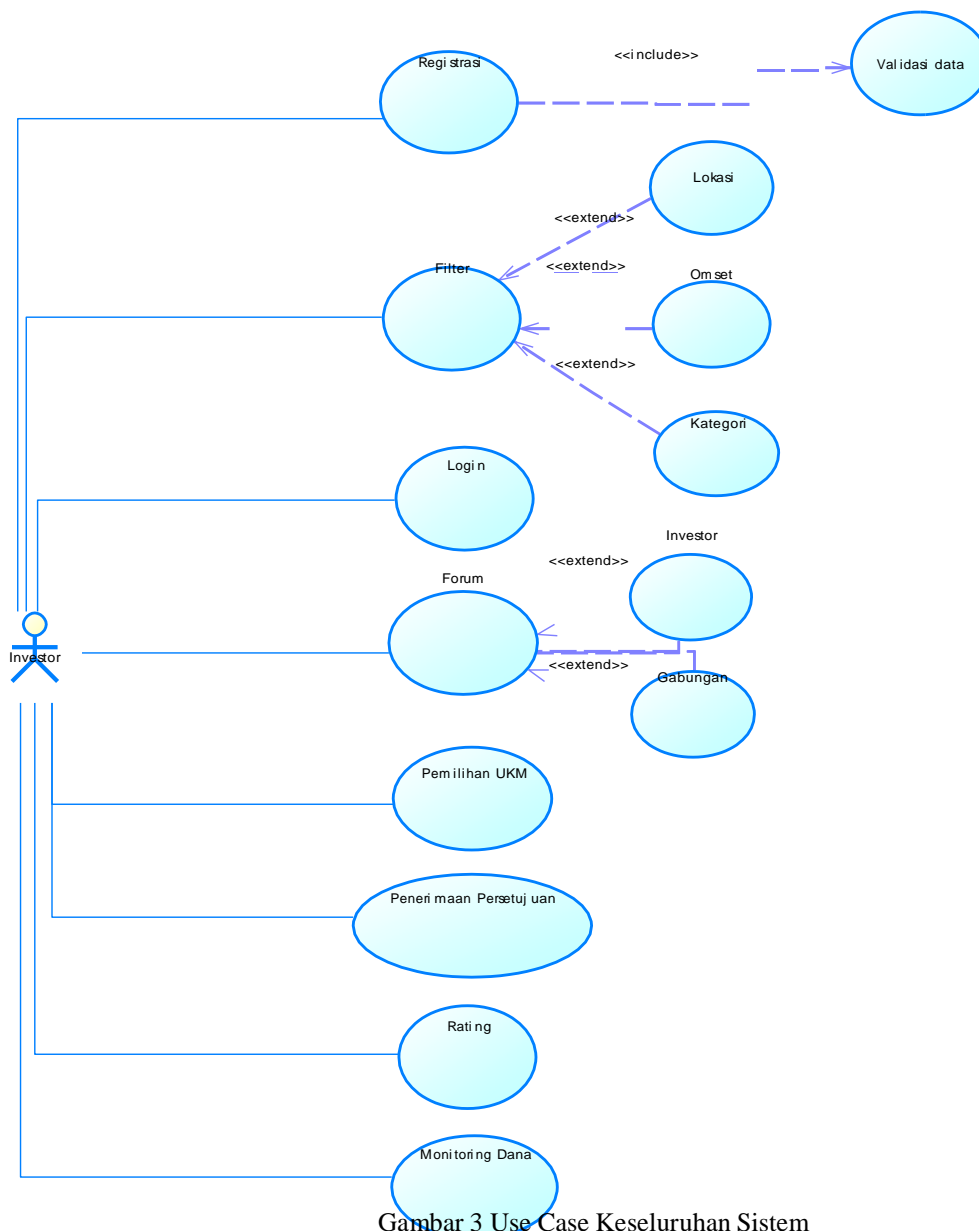 <<include>>
Registrasi
Validasi data
Lokasi
<<extend>>
Filter
<<extend>>
Omset
<<extend>>
Kategori
Login
Investor
<<extend>>
Forum
Investor
<<extend>>
Gabungan
Pemilihan UKM
Penerimaan Persetujuan
Rating
Monitoring Dana
Gambar 3 Use Case Keseluruhan Sistem